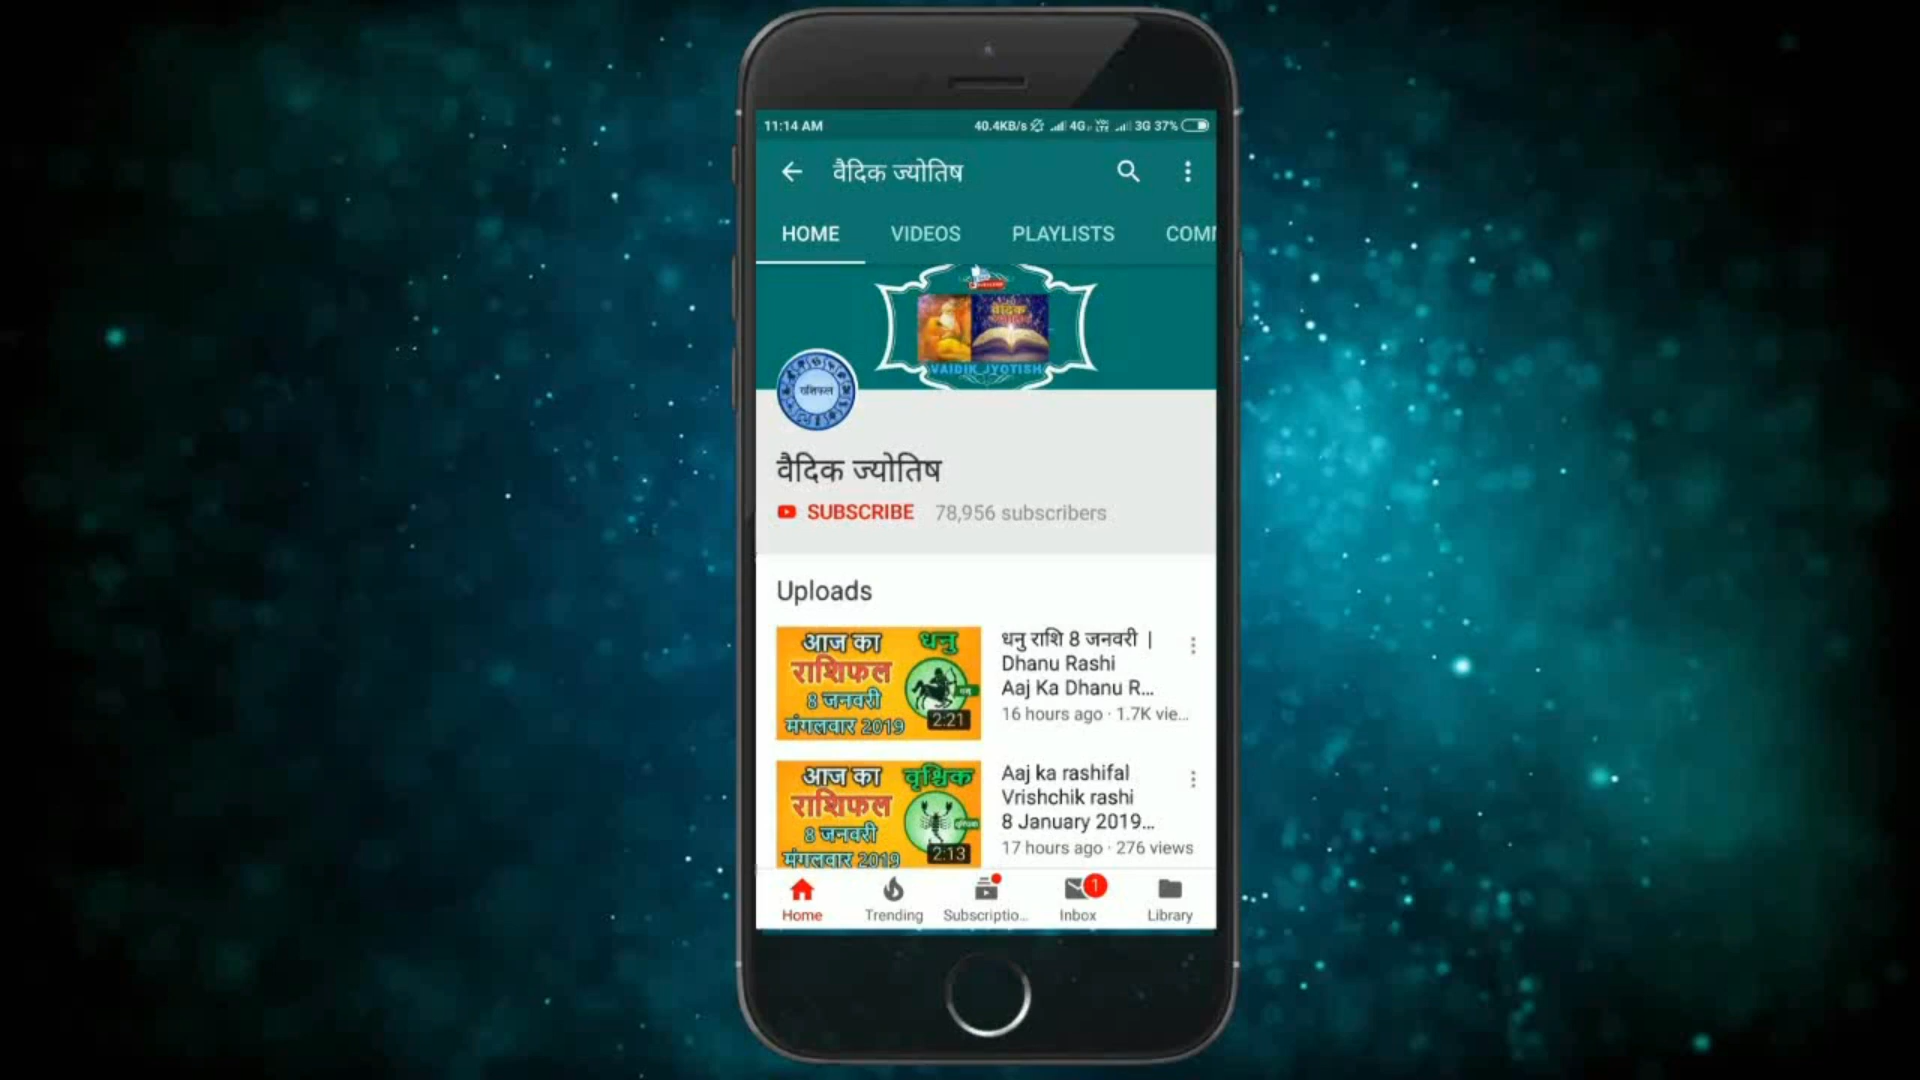 11:14 AM
40.4KB/s 4G VoLTE 3G 37%
वैदिक ज्योतिष
HOME VIDEOS PLAYLISTS COM
वैदिक
VAIDIK JYOTISH
राशिफल
वैदिक ज्योतिष
SUBSCRIBE 78,956 subscribers
Uploads
आज का धनु
राशिफल
8 जनवरी
मंगलवार 2019
2:21
धनु राशि 8 जनवरी |
Dhanu Rashi
Aaj Ka Dhanu R...
16 hours ago · 1.7K vie...
आज का वृश्चिक
राशिफल
8 जनवरी
मंगलवार 2019
2:13
Aaj ka rashifal
Vrishchik rashi
8 January 2019...
17 hours ago · 276 views
1
Home Trending Subscriptio... Inbox Library